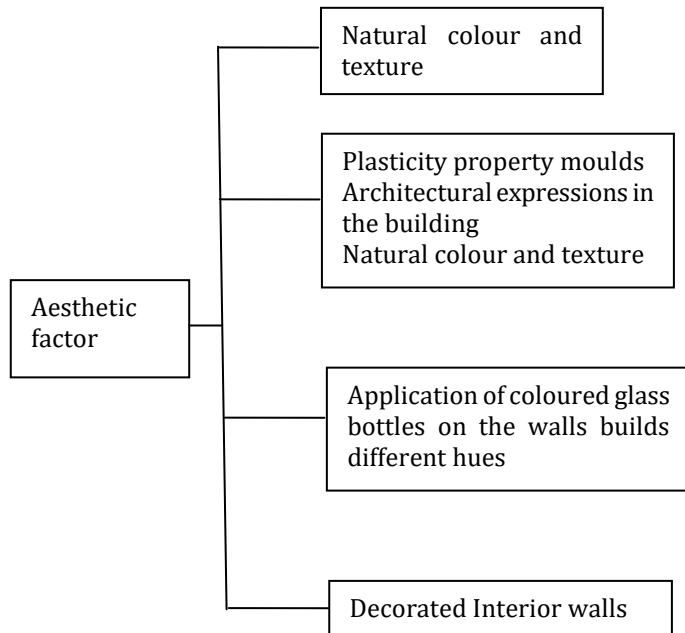 Natural colour and
texture
Plasticity property moulds
Architectural expressions in
the building
Natural colour and texture
Aesthetic
factor
Application of coloured glass
bottles on the walls builds
different hues
Decorated Interior walls